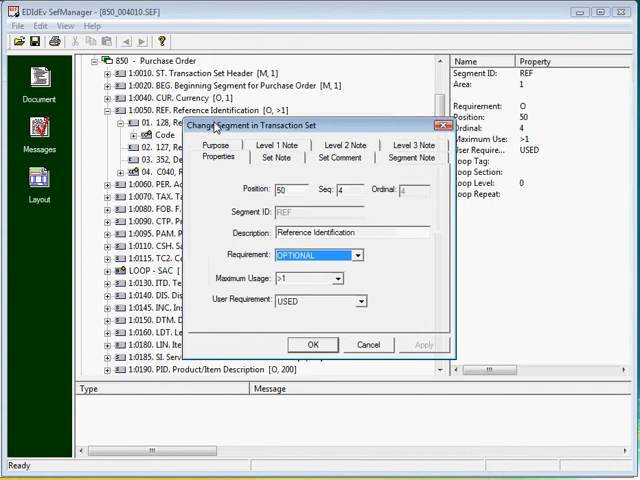 EDIdEv SefManager - [850_004010.SEF]
File Edit View Help
Document
Messages
Layout
850 - Purchase Order
1:0010. ST. Transaction Set Header [M, 1]
1:0020. BEG. Beginning Segment for Purchase Order [M, 1]
1:0040. CUR. Currency [O, 1]
1:0050. REF. Reference Identification [O, >1]
01. 128, Re
Code
02. 127,
03. 352, De
04. C040,
1:0060. PER. A
1:0070. TAX. T
1:0080. FOB. F
1:0090. CTP. P
1:0095. PAM. P
1:0110. CSH. S
1:0115. TC2. C
LOOP - SAC [
1:0130. ITD. Te
1:0140. DIS. Di
1:0145. INC. Ins
1:0150. DTM. D
1:0160. LDT. L
1:0180. LIN. Item
1:0185. SI. Serv
1:0190. PID. Product/Item Description [O, 200]
Change Segment in Transaction Set
Purpose Level 1 Note Level 2 Note Level 3 Note
Properties Set Note Set Comment Segment Note
Position: 50 Seq: 4 Ordinal: 4
Segment ID: REF
Description: Reference Identification
Requirement: OPTIONAL
Maximum Usage: >1
User Requirement: USED
OK Cancel Apply
Name Property
Segment ID: REF
Area: 1
Requirement: O
Position: 50
Ordinal: 4
Maximum Use: >1
User Require... USED
Loop Tag:
Loop Section:
Loop Level: 0
Loop Repeat:
Type Message
Ready